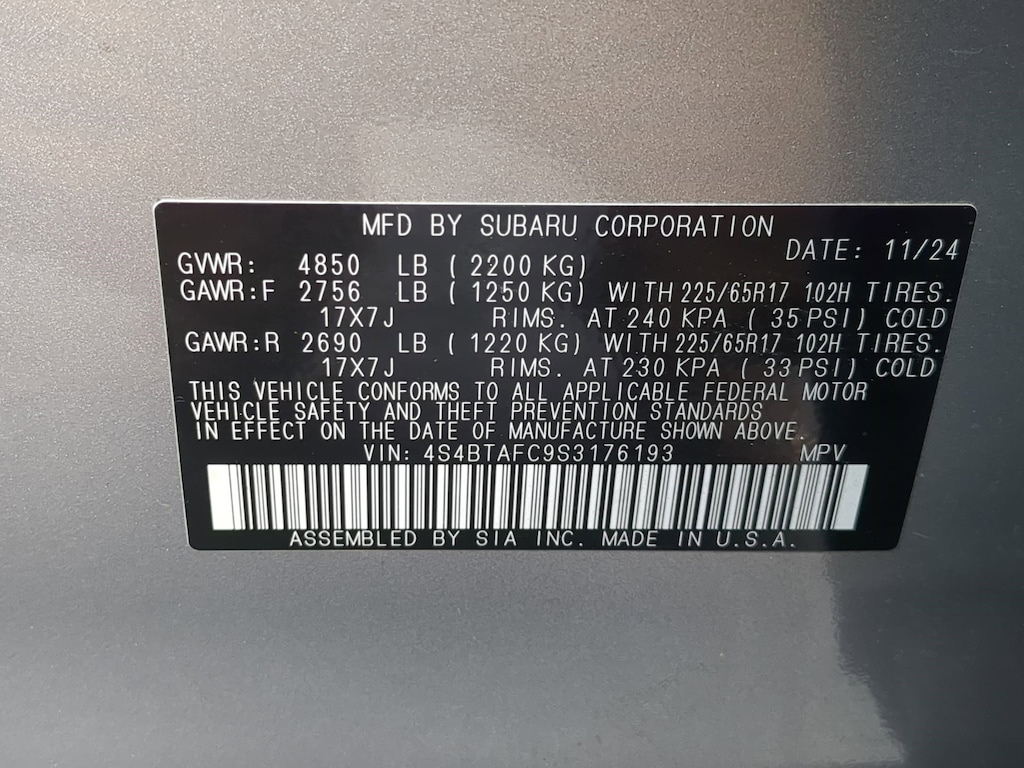 MFD BY SUBARU CORPORATION
DATE: 11/24
GVWR: 4850 LB ( 2200 KG)
GAWR:F 2756 LB ( 1250 KG) WITH 225/65R17 102H TIRES.
17X7J RIMS. AT 240 KPA ( 35 PSI) COLD
GAWR:R 2690 LB ( 1220 KG) WITH 225/65R17 102H TIRES.
17X7J RIMS. AT 230 KPA ( 33 PSI) COLD
THIS VEHICLE CONFORMS TO ALL APPLICABLE FEDERAL MOTOR
VEHICLE SAFETY AND THEFT PREVENTION STANDARDS
IN EFFECT ON THE DATE OF MANUFACTURE SHOWN ABOVE.
VIN: 4S4BTAFC9S3176193 MPV
ASSEMBLED BY SIA INC. MADE IN U.S.A.